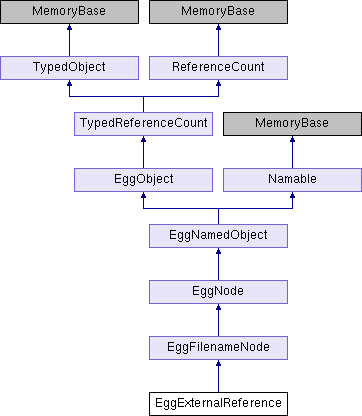 MemoryBase MemoryBase
TypedObject ReferenceCount
TypedReferenceCount MemoryBase
EggObject Namable
EggNamedObject
EggNode
EggFilenameNode
EggExternalReference